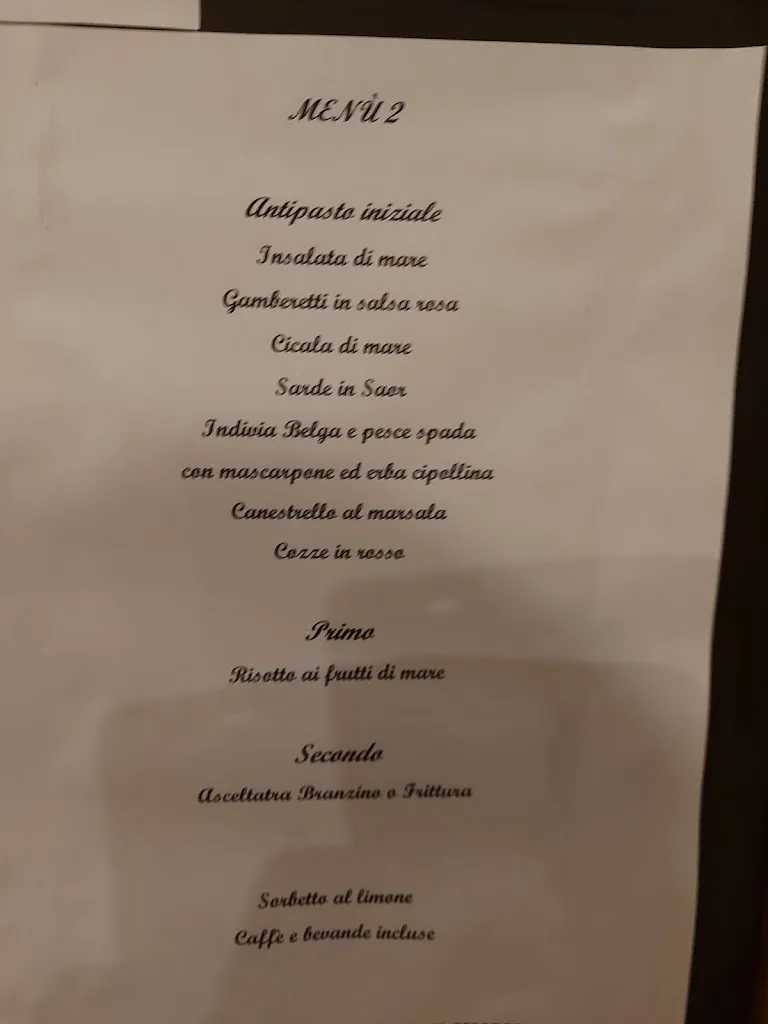 MENÙ 2
Antipasto iniziale
Insalata di mare
Gamberetti in salsa rosa
Cicala di mare
Sarde in Saor
Indivia Belga e pesce spada
con mascarpone ed erba cipollina
Canestrello al marsala
Cozze in rosso
Primo
Risotto ai frutti di mare
Secondo
Asceltatra Branzino o Frittura
Sorbetto al limone
Caffè e bevande incluse